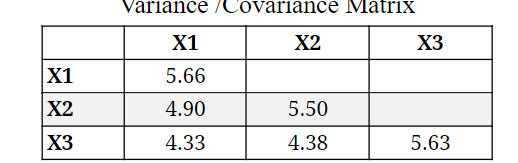 Variance /Covariance Matrix
X1 X2 X3
X1 5.66
X2 4.90 5.50
X3 4.33 4.38 5.63